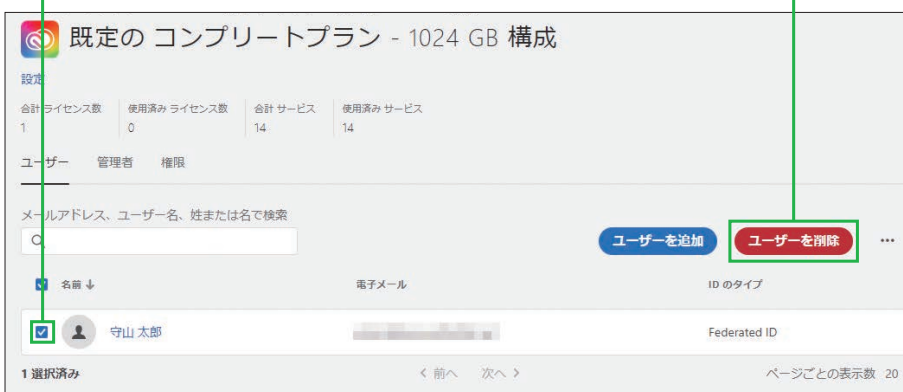 既定の コンプリートプラン - 1024 GB 構成
設定
合計 ライセンス数 使用済み ライセンス数 合計 サービス 使用済み サービス
1 0 14 14
ユーザー 管理者 権限
メールアドレス、ユーザー名、姓または名で検索
ユーザーを追加 ユーザーを削除 ...
名前 ↓ 電子メール ID のタイプ
守山 太郎 Federated ID
1 選択済み < 前へ 次へ > ページごとの表示数 20